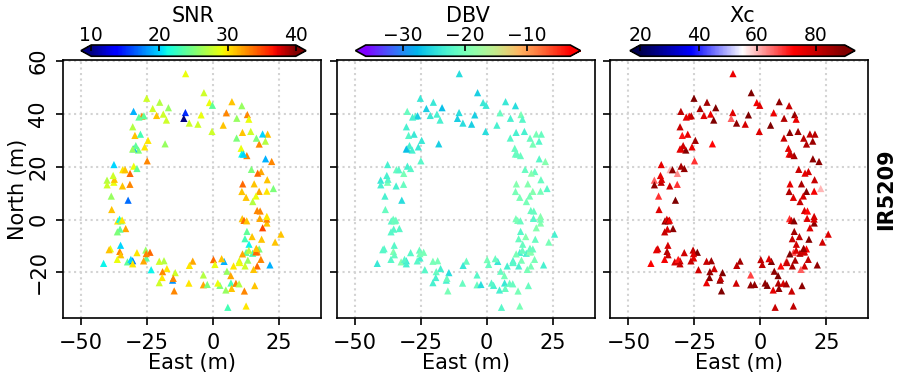 SNR DBV Xc
10 20 30 40 −30 −20 −10 20 40 60 80
60
40
20
0
−20
North (m)
−50 −25 0 25 −50 −25 0 25 −50 −25 0 25
East (m) East (m) East (m)
IR5209